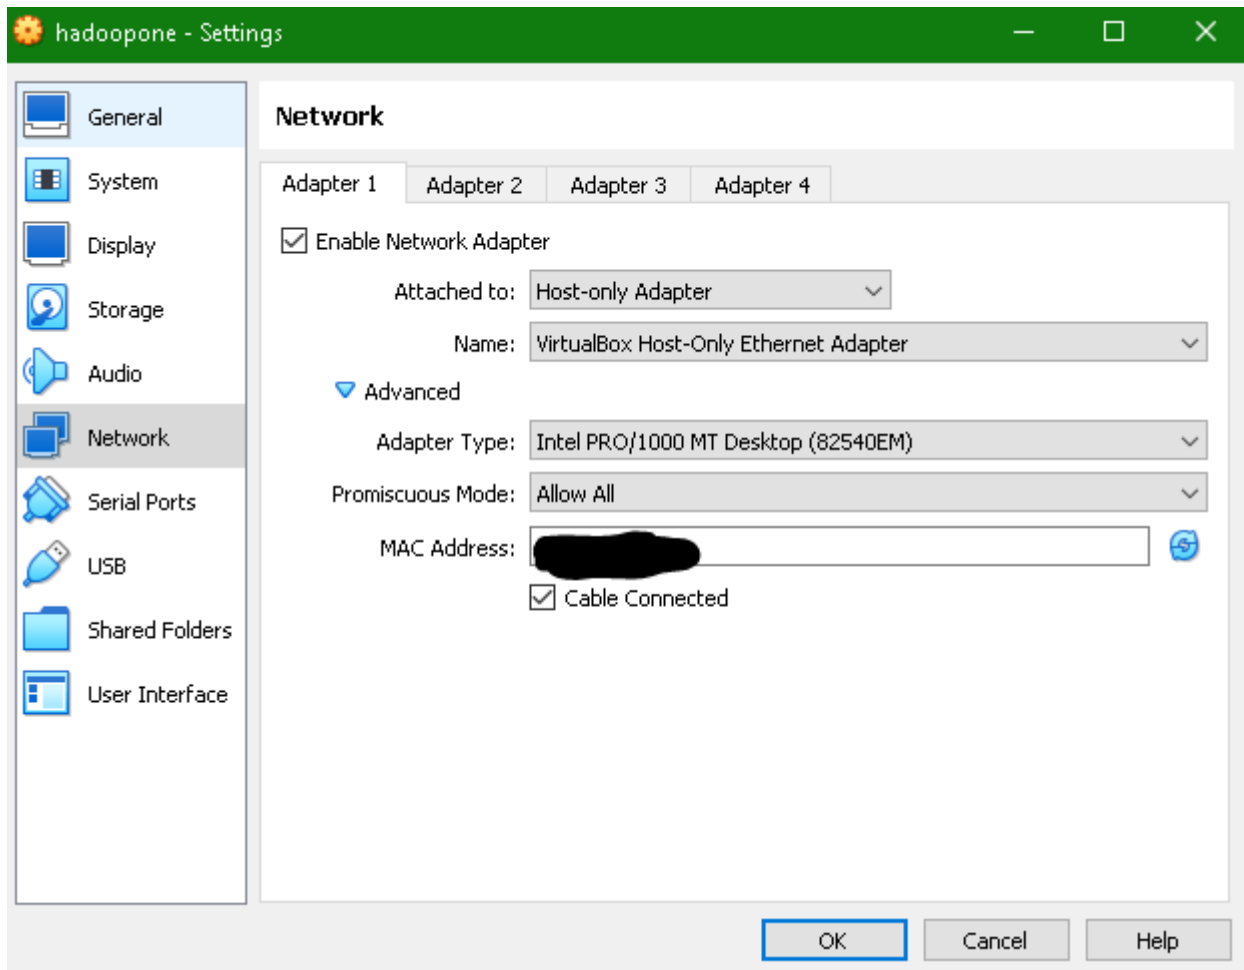 hadoopone - Settings
General
System
Display
Storage
Audio
Network
Serial Ports
USB
Shared Folders
User Interface
Network
Adapter 1 Adapter 2 Adapter 3 Adapter 4
Enable Network Adapter
Attached to: Host-only Adapter
Name: VirtualBox Host-Only Ethernet Adapter
Advanced
Adapter Type: Intel PRO/1000 MT Desktop (82540EM)
Promiscuous Mode: Allow All
MAC Address:
Cable Connected
OK Cancel Help